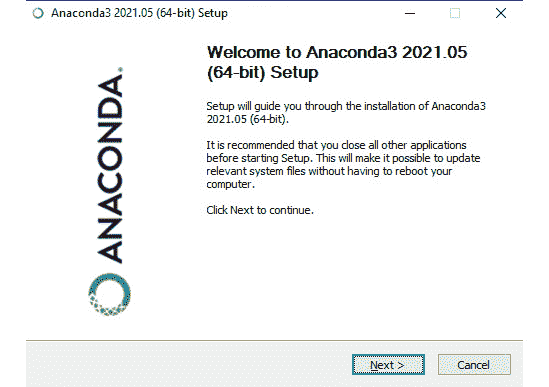 Anaconda3 2021.05 (64-bit) Setup
Welcome to Anaconda3 2021.05
(64-bit) Setup
Setup will guide you through the installation of Anaconda3
2021.05 (64-bit).
It is recommended that you close all other applications
before starting Setup. This will make it possible to update
relevant system files without having to reboot your
computer.
Click Next to continue.
ANACONDA.
Next >
Cancel